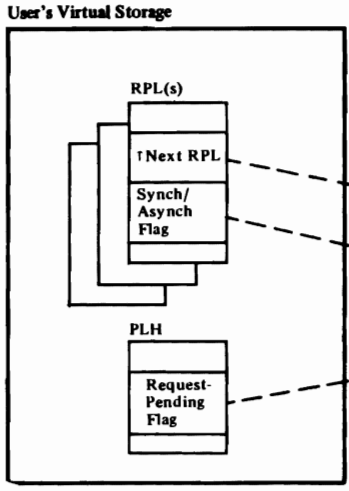 User's Virtual Storage
RPL(s)
↑Next RPL
Synch/
Asynch
Flag
PLH
Request-
Pending
Flag